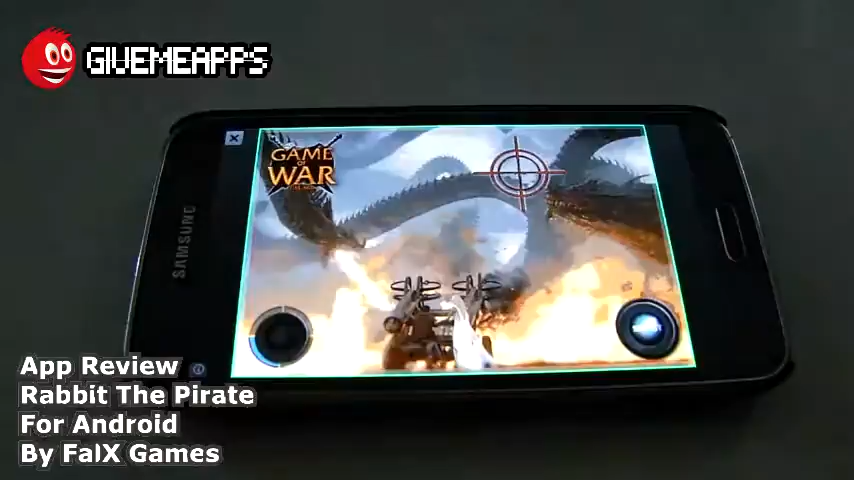 GIVEMEAPPS
GAME
OF
WAR
SAMSUNG
App Review
Rabbit The Pirate
For Android
By FalX Games